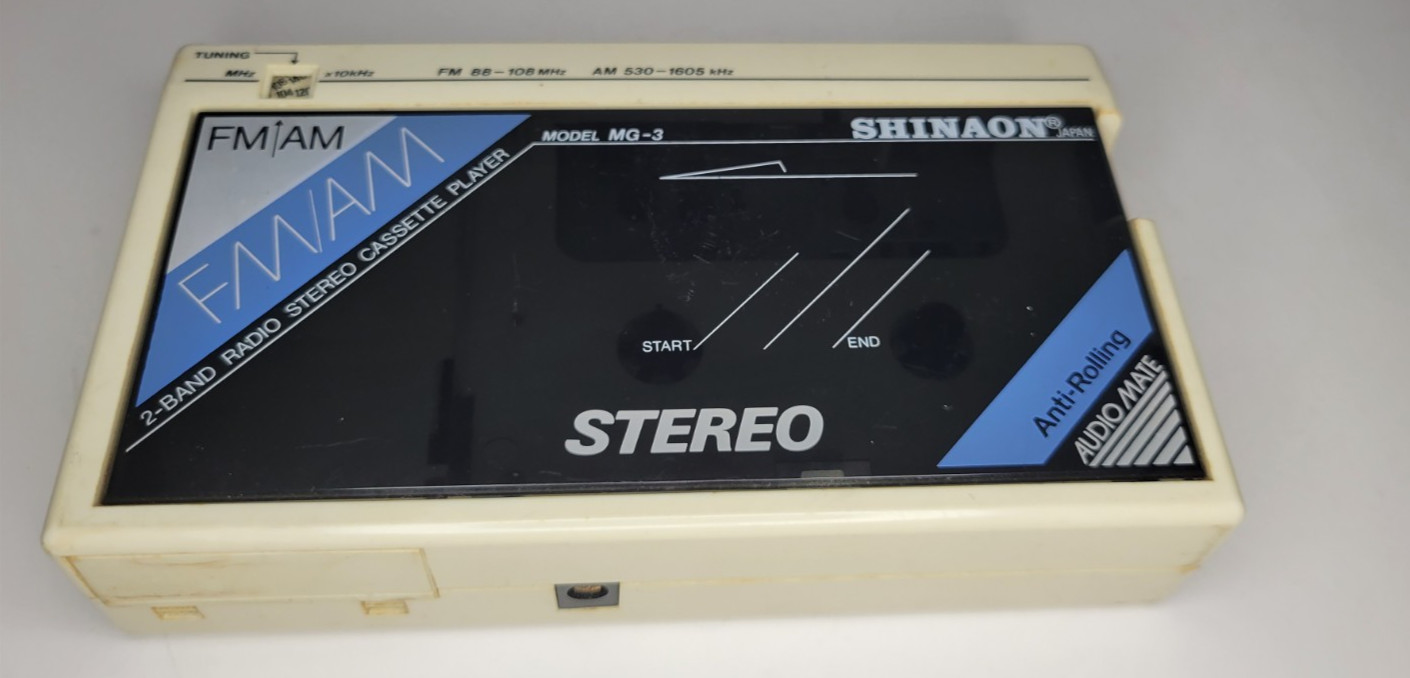 TUNING
MHz x10kHz FM 88-108 MHz AM 530-1605 kHz
FM AM
MODEL MG-3
SHINAON® JAPAN
FM/AM
2-BAND RADIO STEREO CASSETTE PLAYER
START
END
STEREO
Anti-Rolling
AUDIO MATE